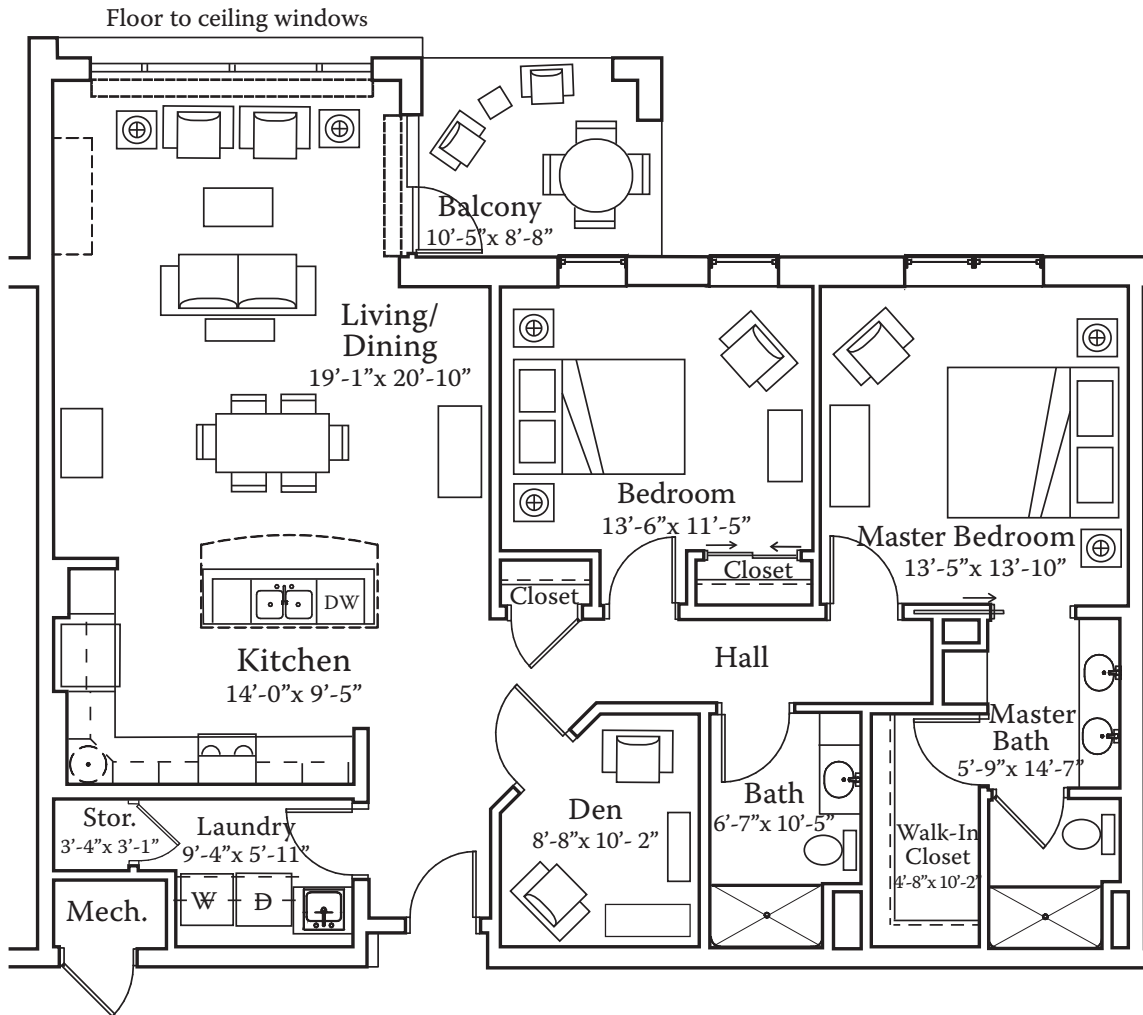 Floor to ceiling windows
Balcony
10’-5”x 8’-8”
Living/
Dining
19’-1”x 20’-10”
Bedroom
13’-6”x 11’-5”
Master Bedroom
13’-5”x 13’-10”
Closet
Closet
DW
Kitchen
14’-0”x 9’-5”
Hall
Master
Bath
5’-9”x 14’-7”
Den
8’-8”x 10’- 2”
Bath
6’-7”x 10’-5”
Walk-In
Closet
4’-8”x 10’-2”
Stor.
3’-4”x 3’-1”
Laundry
9’-4”x 5’-11”
W
D
Mech.